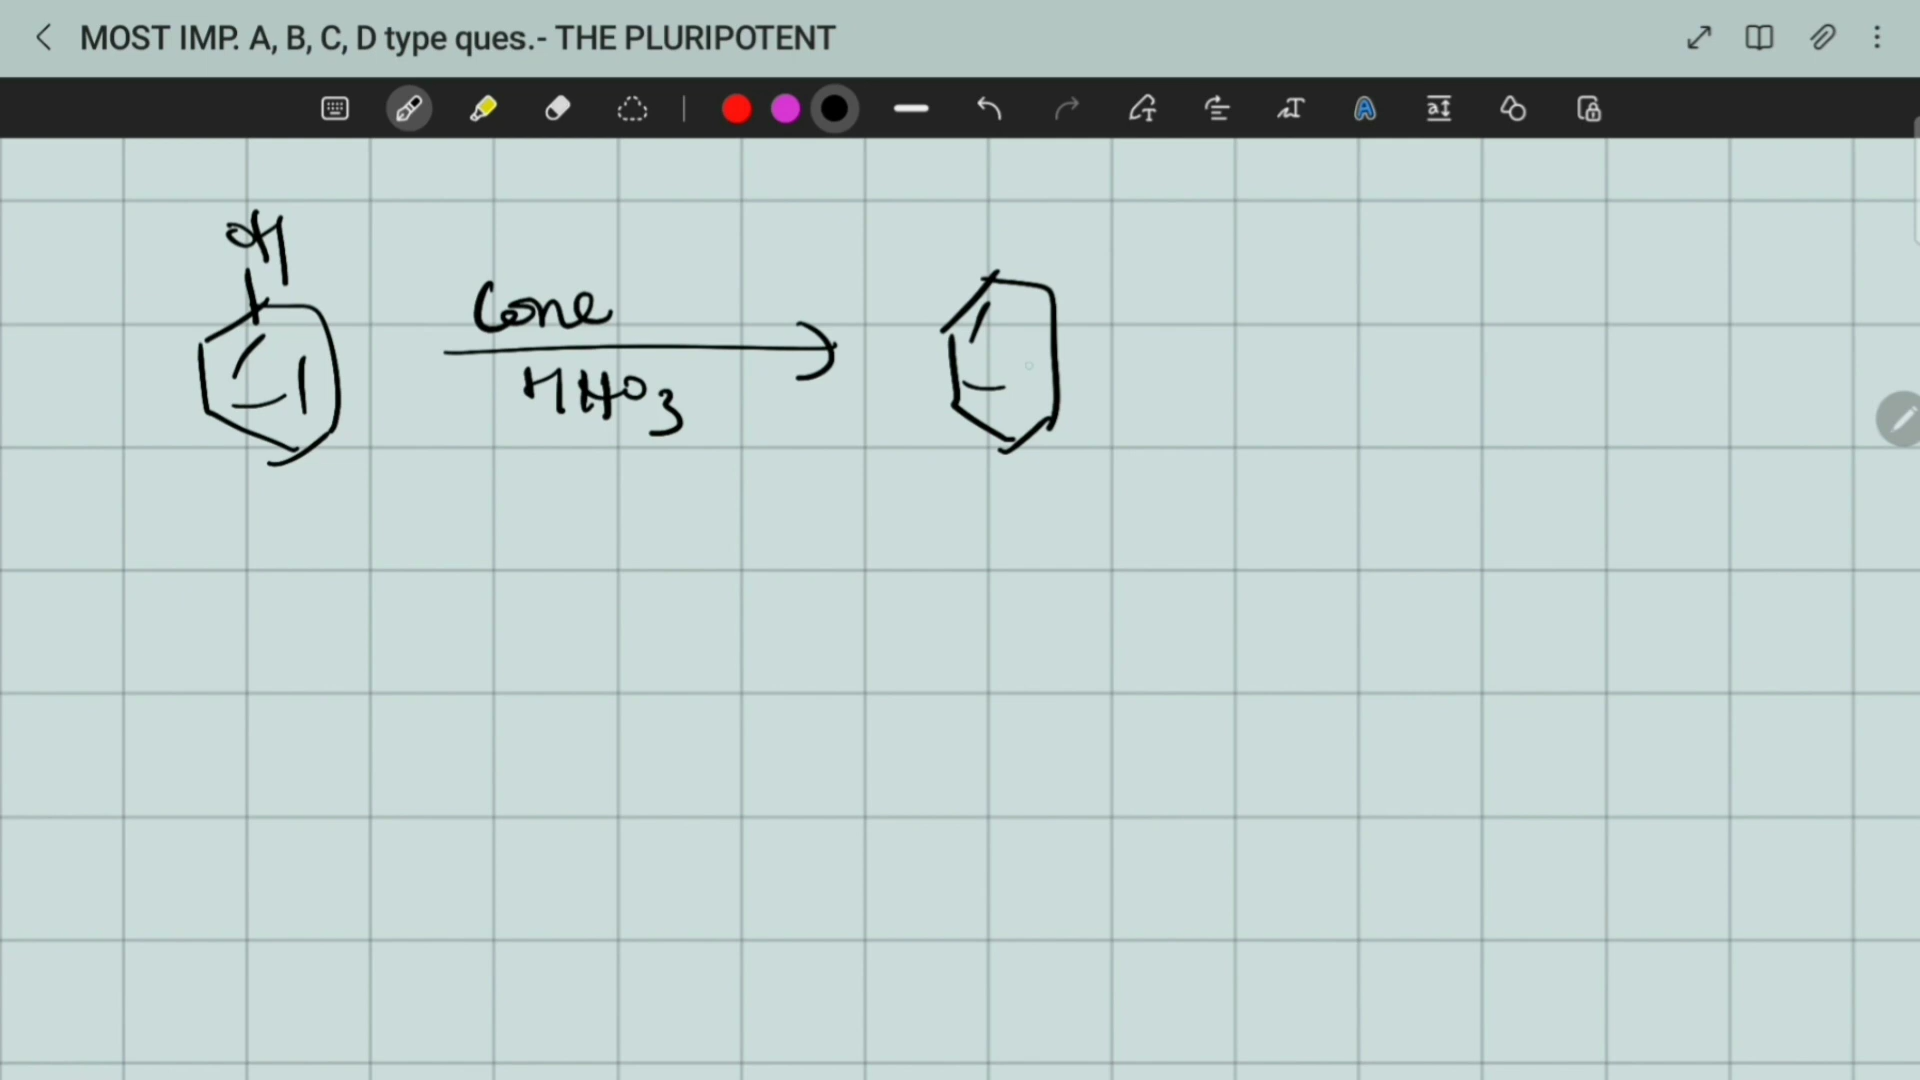 MOST IMP. A, B, C, D type ques.- THE PLURIPOTENT
OH
Conc
HNO3